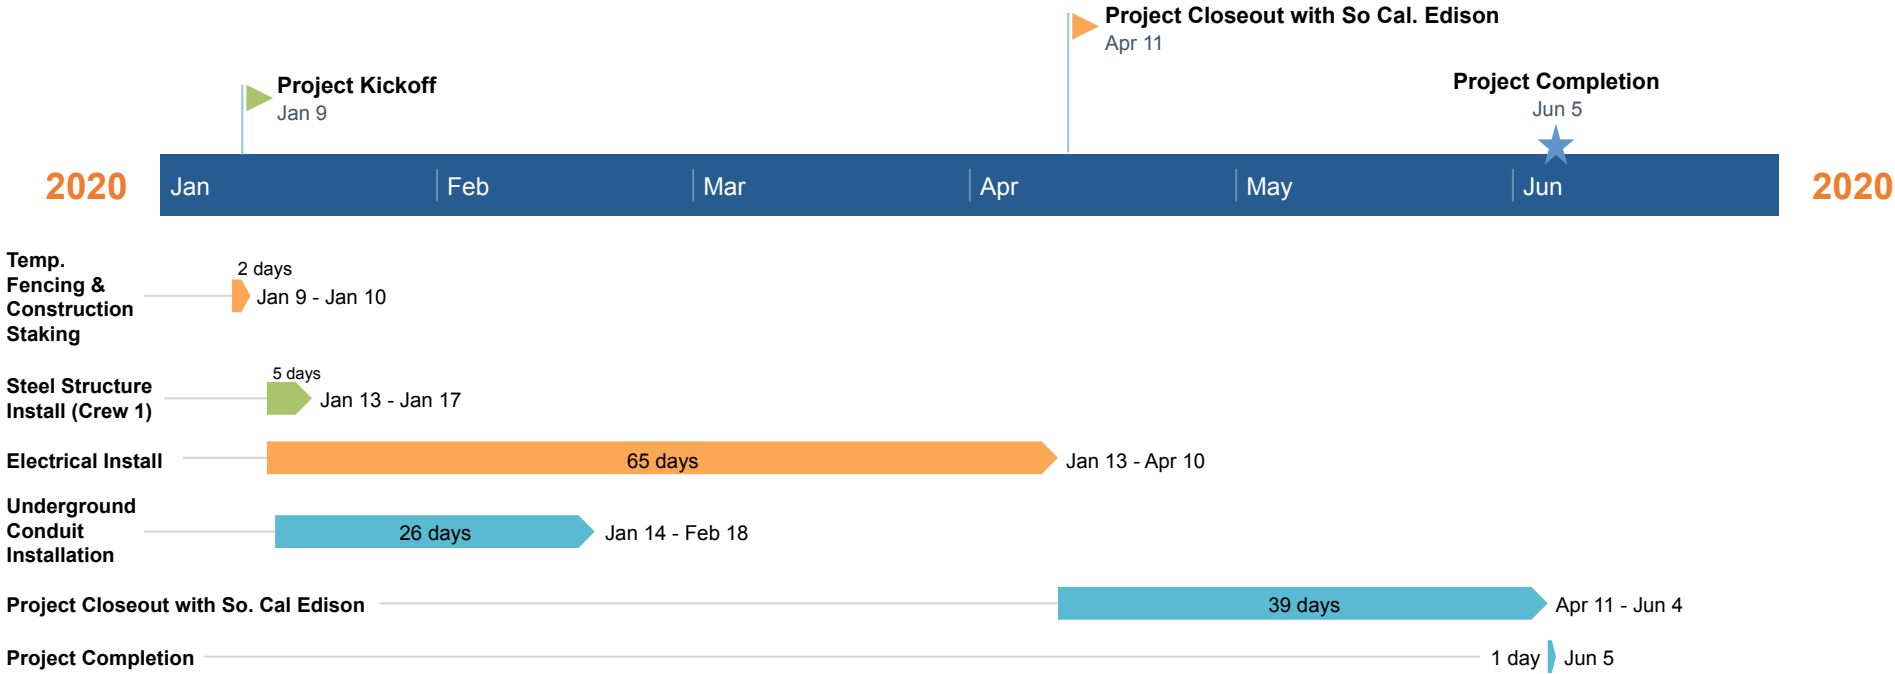 Project Closeout with So Cal. Edison
Apr 11
Project Kickoff
Jan 9
Project Completion
Jun 5
2020 Jan Feb Mar Apr May Jun 2020
Temp.
Fencing &
Construction
Staking
2 days
Jan 9 - Jan 10
Steel Structure
Install (Crew 1)
5 days
Jan 13 - Jan 17
Electrical Install
65 days
Jan 13 - Apr 10
Underground
Conduit
Installation
26 days
Jan 14 - Feb 18
Project Closeout with So. Cal Edison
39 days
Apr 11 - Jun 4
Project Completion
1 day
Jun 5